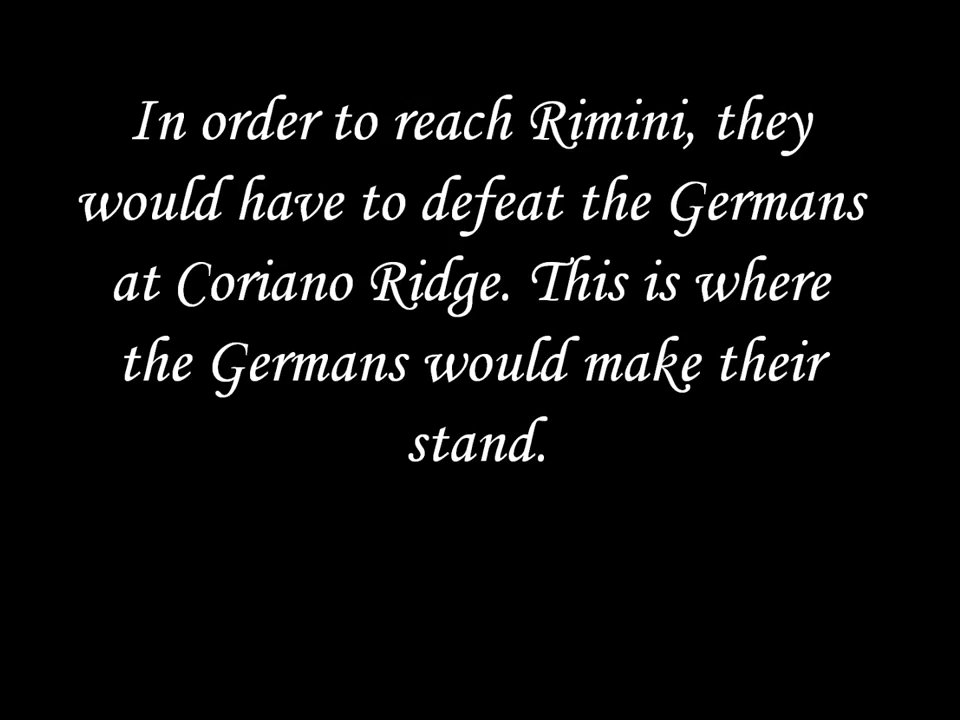 In order to reach Rimini, they
would have to defeat the Germans
at Coriano Ridge. This is where
the Germans would make their
stand.